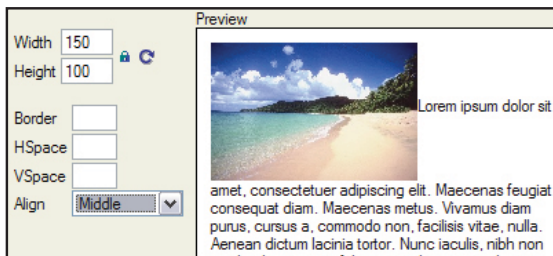 Preview
Width 150
Height 100
Border
HSpace
VSpace
Align Middle
Lorem ipsum dolor sit
amet, consectetuer adipiscing elit. Maecenas feugiat
consequat diam. Maecenas metus. Vivamus diam
purus, cursus a, commodo non, facilisis vitae, nulla.
Aenean dictum lacinia tortor. Nunc iaculis, nibh non